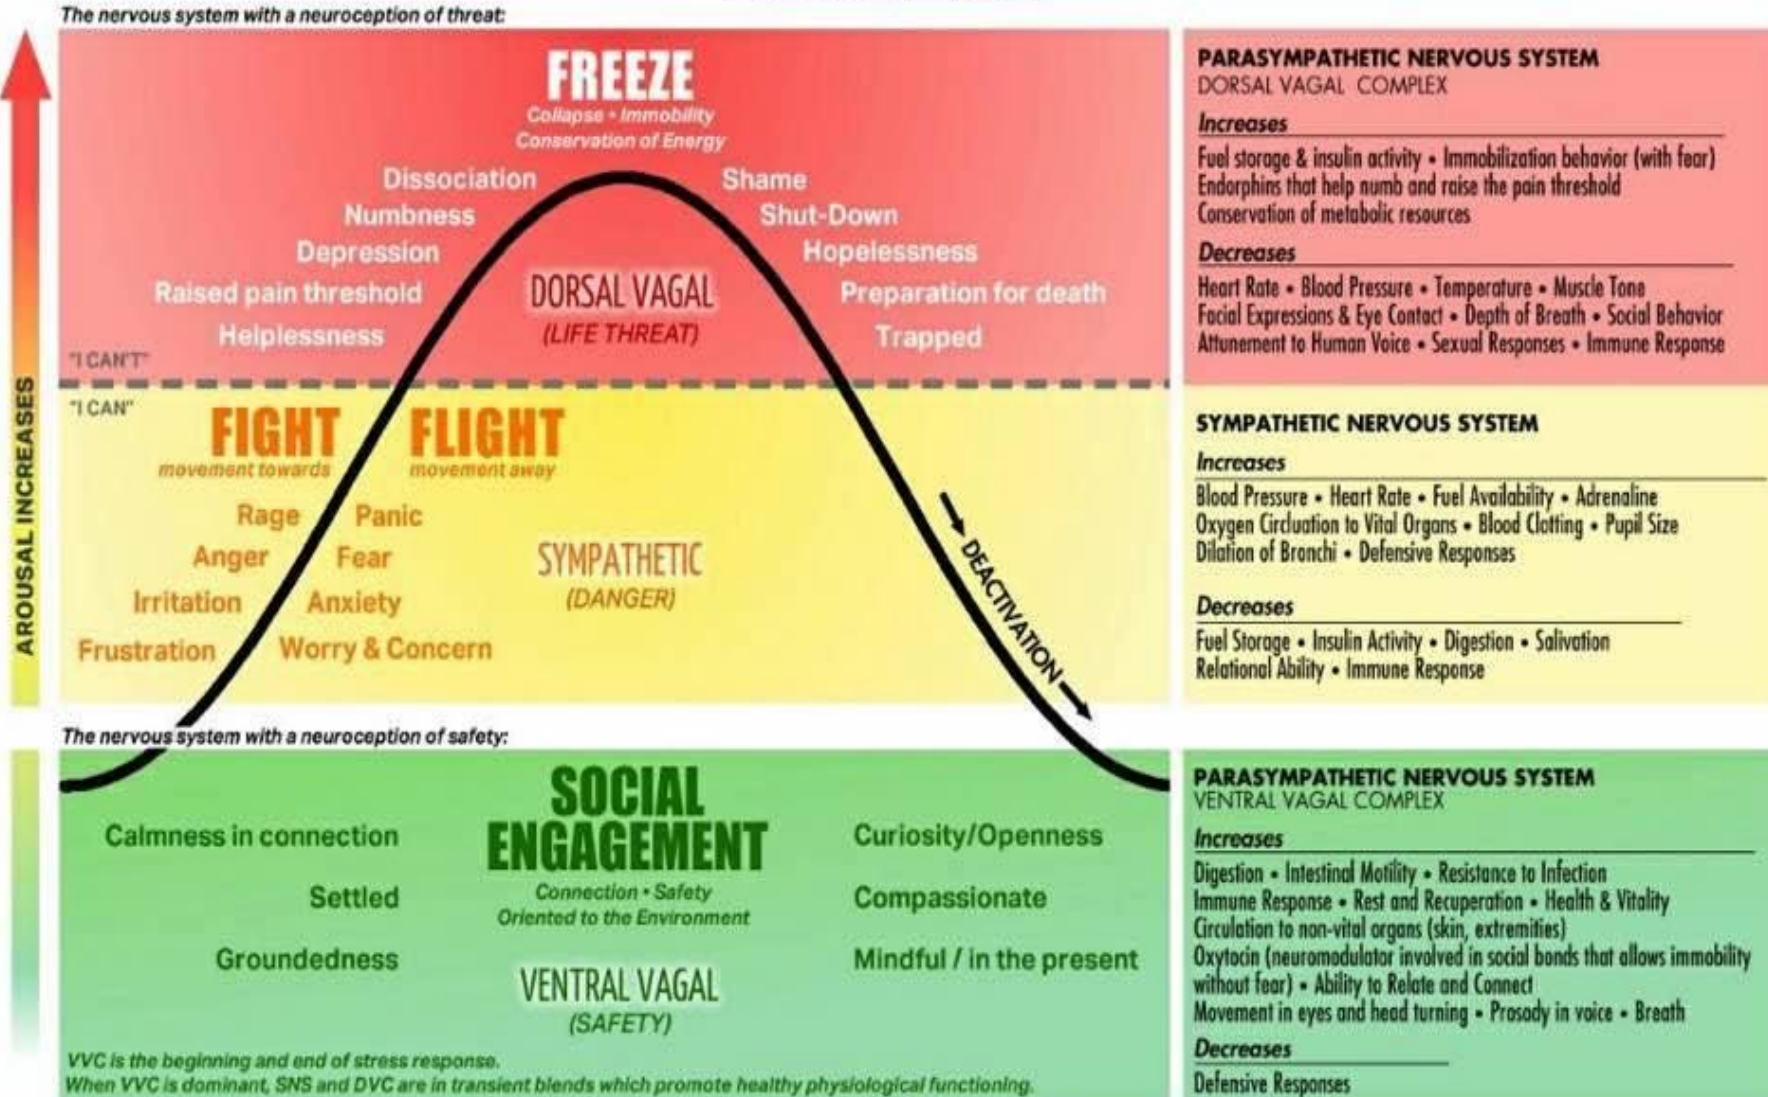 The nervous system with a neuroception of threat:
FREEZE
Collapse • Immobility
Conservation of Energy
Dissociation
Shame
Numbness
Shut-Down
Depression
Hopelessness
Raised pain threshold
DORSAL VAGAL
Preparation for death
Helplessness
(LIFE THREAT)
Trapped
"I CAN'T"
"I CAN"
FIGHT
FLIGHT
movement towards
movement away
Rage
Panic
Anger
Fear
SYMPATHETIC
Irritation
Anxiety
(DANGER)
Frustration
Worry & Concern
DEACTIVATION
AROUSAL INCREASES
The nervous system with a neuroception of safety:
SOCIAL
ENGAGEMENT
Calmness in connection
Curiosity/Openness
Connection • Safety
Oriented to the Environment
Settled
Compassionate
Groundedness
Mindful / in the present
VENTRAL VAGAL
(SAFETY)
VVC is the beginning and end of stress response.
When VVC is dominant, SNS and DVC are in transient blends which promote healthy physiological functioning.
PARASYMPATHETIC NERVOUS SYSTEM
DORSAL VAGAL COMPLEX
Increases
Fuel storage & insulin activity • Immobilization behavior (with fear)
Endorphins that help numb and raise the pain threshold
Conservation of metabolic resources
Decreases
Heart Rate • Blood Pressure • Temperature • Muscle Tone
Facial Expressions & Eye Contact • Depth of Breath • Social Behavior
Attunement to Human Voice • Sexual Responses • Immune Response
SYMPATHETIC NERVOUS SYSTEM
Increases
Blood Pressure • Heart Rate • Fuel Availability • Adrenaline
Oxygen Circluation to Vital Organs • Blood Clotting • Pupil Size
Dilation of Bronchi • Defensive Responses
Decreases
Fuel Storage • Insulin Activity • Digestion • Salivation
Relational Ability • Immune Response
PARASYMPATHETIC NERVOUS SYSTEM
VENTRAL VAGAL COMPLEX
Increases
Digestion • Intestinal Motility • Resistance to Infection
Immune Response • Rest and Recuperation • Health & Vitality
Circulation to non-vital organs (skin, extremities)
Oxytocin (neuromodulator involved in social bonds that allows immobility
without fear) • Ability to Relate and Connect
Movement in eyes and head turning • Prosody in voice • Breath
Decreases
Defensive Responses